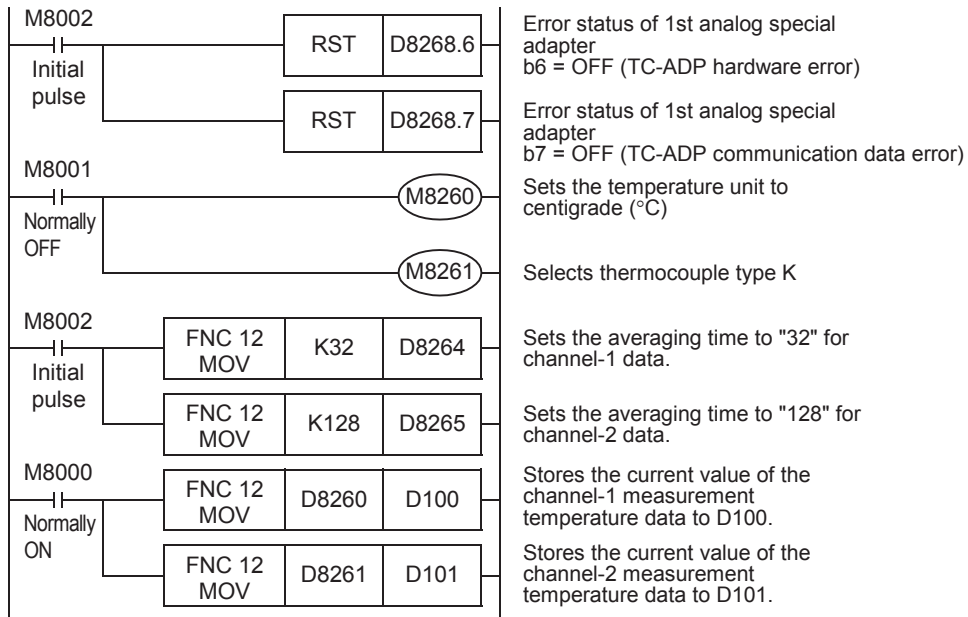 M8002
Initial
pulse
RST D8268.6
Error status of 1st analog special
adapter
b6 = OFF (TC-ADP hardware error)
RST D8268.7
Error status of 1st analog special
adapter
b7 = OFF (TC-ADP communication data error)
M8001
Normally
OFF
M8260
Sets the temperature unit to
centigrade (°C)
M8261
Selects thermocouple type K
M8002
Initial
pulse
FNC 12
MOV
K32 D8264
Sets the averaging time to "32" for
channel-1 data.
FNC 12
MOV
K128 D8265
Sets the averaging time to "128" for
channel-2 data.
M8000
Normally
ON
FNC 12
MOV
D8260 D100
Stores the current value of the
channel-1 measurement
temperature data to D100.
FNC 12
MOV
D8261 D101
Stores the current value of the
channel-2 measurement
temperature data to D101.